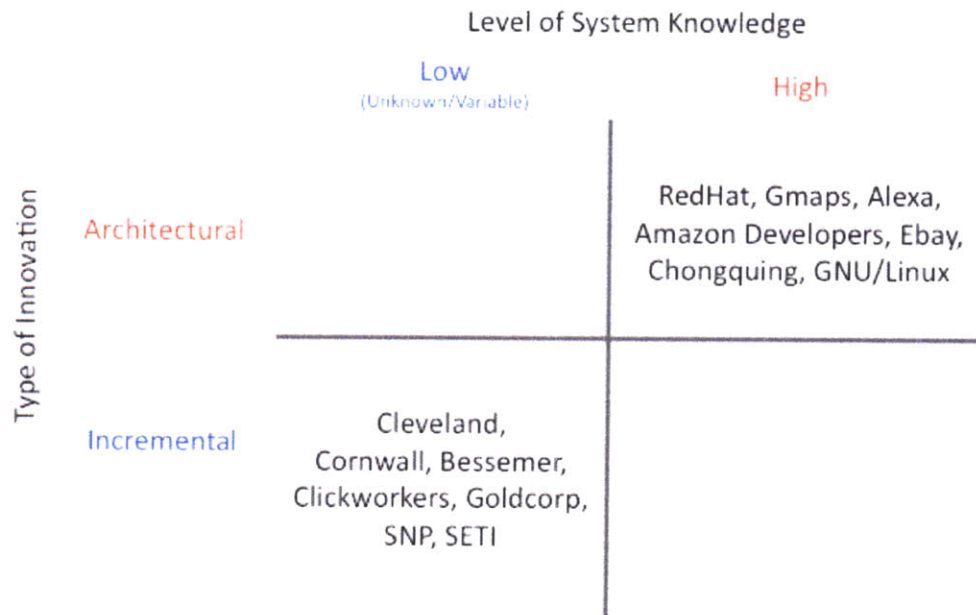 Level of System Knowledge
Low
(Unknown/Variable)
High
Type of Innovation
Architectural
RedHat, Gmaps, Alexa,
Amazon Developers, Ebay,
Chongquing, GNU/Linux
Incremental
Cleveland,
Cornwall, Bessemer,
Clickworkers, Goldcorp,
SNP, SETI